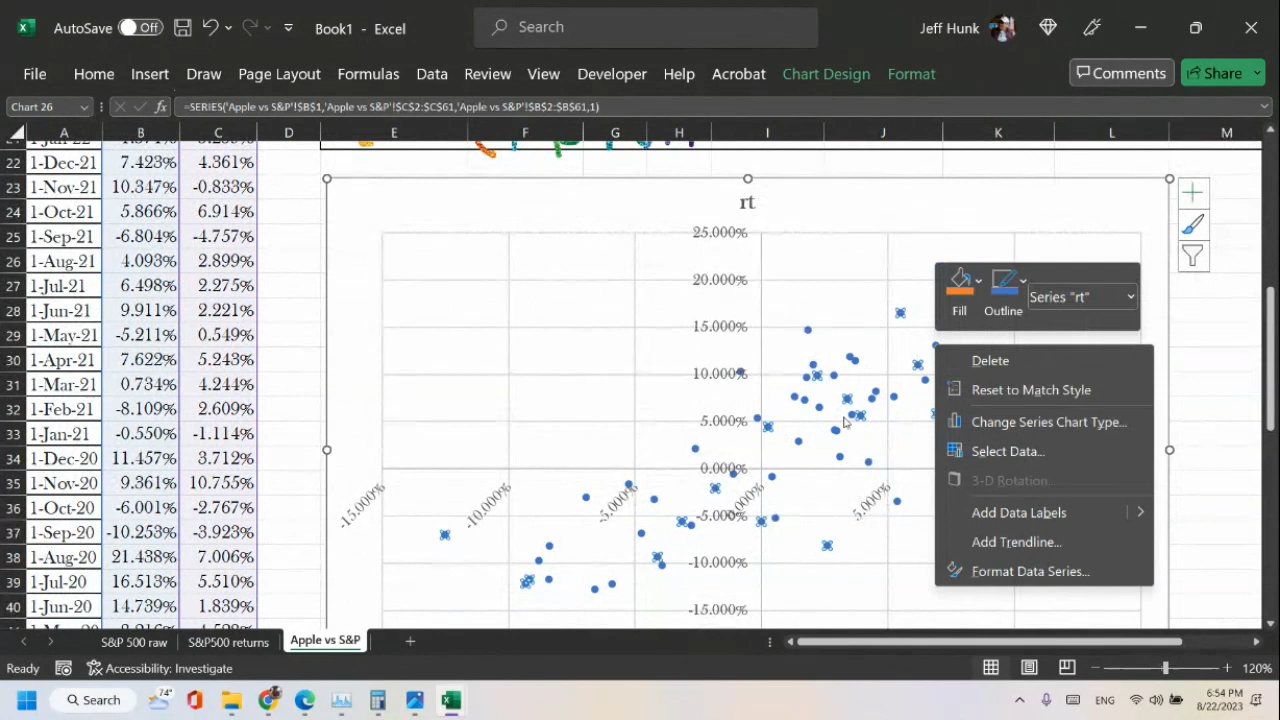 AutoSave Off Book1 - Excel Search Jeff Hunk
File Home Insert Draw Page Layout Formulas Data Review View Developer Help Acrobat Chart Design Format Comments Share
Chart 26 fx =SERIES('Apple vs S&P'!$B$1,'Apple vs S&P'!$C$2:$C$61,'Apple vs S&P'!$B$2:$B$61,1)
A B C D E F G H I J K L M
22 1-Dec-21 7.423% 4.361%
23 1-Nov-21 10.347% -0.833%
24 1-Oct-21 5.866% 6.914%
25 1-Sep-21 -6.804% -4.757%
26 1-Aug-21 4.093% 2.899%
27 1-Jul-21 6.498% 2.275%
28 1-Jun-21 9.911% 2.221%
29 1-May-21 -5.211% 0.549%
30 1-Apr-21 7.622% 5.243%
31 1-Mar-21 0.734% 4.244%
32 1-Feb-21 -8.109% 2.609%
33 1-Jan-21 -0.550% -1.114%
34 1-Dec-20 11.457% 3.712%
35 1-Nov-20 9.361% 10.755%
36 1-Oct-20 -6.001% -2.767%
37 1-Sep-20 -10.253% -3.923%
38 1-Aug-20 21.438% 7.006%
39 1-Jul-20 16.513% 5.510%
40 1-Jun-20 14.739% 1.839%
rt
25.000%
20.000%
15.000%
10.000%
5.000%
0.000%
-5.000%
-10.000%
-15.000%
-15.000% -10.000% -5.000% 0.000% 5.000%
Fill Outline Series "rt"
Delete
Reset to Match Style
Change Series Chart Type...
Select Data...
3-D Rotation...
Add Data Labels
Add Trendline...
Format Data Series...
S&P 500 raw S&P500 returns Apple vs S&P
Ready Accessibility: Investigate 120%
Search 74° ENG 6:54 PM
8/22/2023